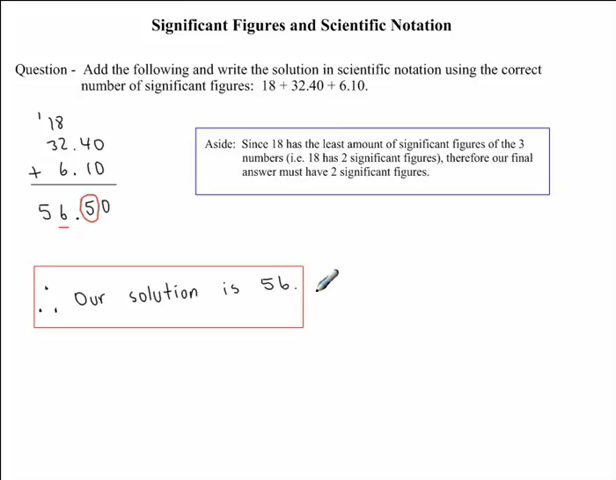 Significant Figures and Scientific Notation
Question - Add the following and write the solution in scientific notation using the correct
number of significant figures: 18 + 32.40 + 6.10.
1
18
32.40
+ 6.10
56.50
Aside: Since 18 has the least amount of significant figures of the 3
numbers (i.e. 18 has 2 significant figures), therefore our final
answer must have 2 significant figures.
∴ Our solution is 56.